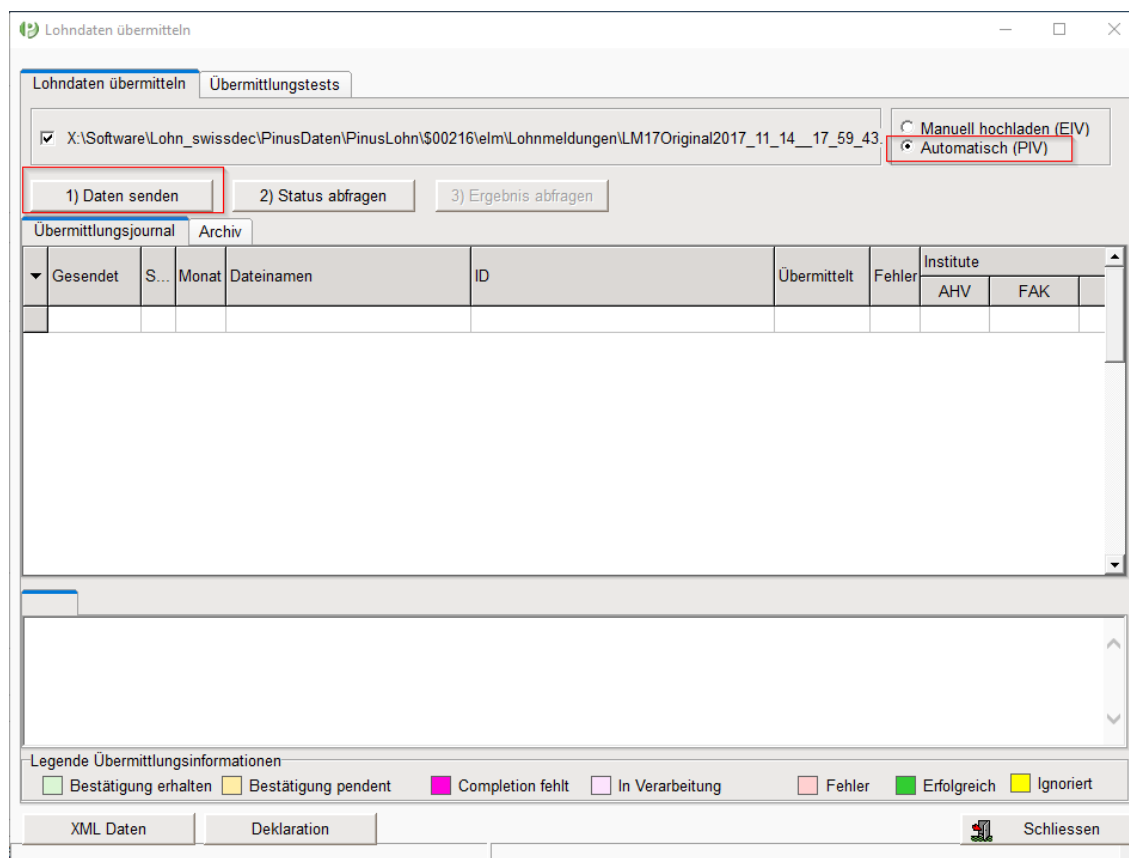 Lohndaten übermitteln
Lohndaten übermitteln Übermittlungstests
X:\Software\Lohn_swissdec\PinusDaten\PinusLohn\$00216\elm\Lohnmeldungen\LM17Original2017_11_14__17_59_43.
Manuell hochladen (EIV)
Automatisch (PIV)
1) Daten senden 2) Status abfragen 3) Ergebnis abfragen
Übermittlungsjournal Archiv
Gesendet S... Monat Dateinamen ID Übermittelt Fehler Institute
AHV FAK
Legende Übermittlungsinformationen
Bestätigung erhalten Bestätigung pendent Completion fehlt In Verarbeitung Fehler Erfolgreich Ignoriert
XML Daten Deklaration Schliessen